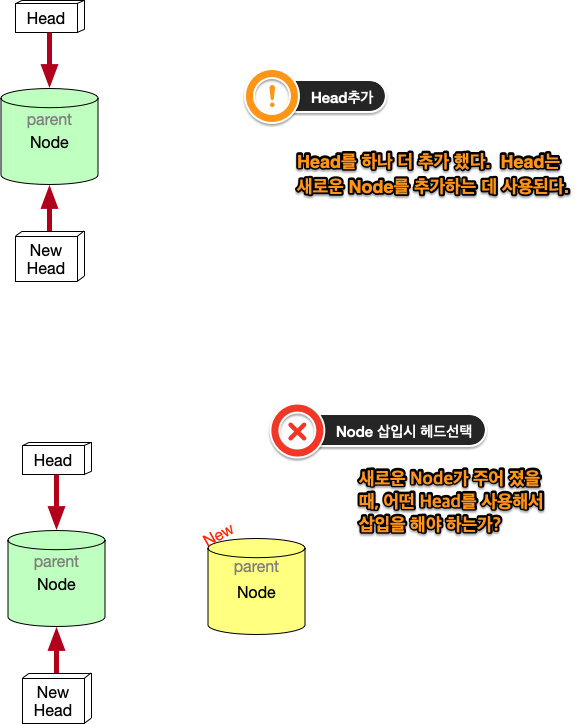 Head
parent
Node
New
Head
Head추가
Head를 하나 더 추가 했다. Head는
새로운 Node를 추가하는 데 사용된다.
Node 삽입시 헤드선택
새로운 Node가 주어 졌을
때, 어떤 Head를 사용해서
삽입을 해야 하는가?
Head
parent
Node
New
Head
New
parent
Node